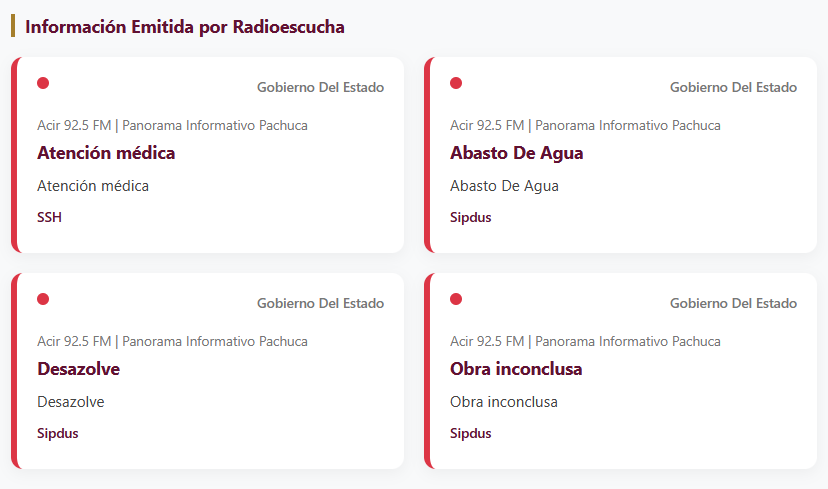 Información Emitida por Radioescucha
Gobierno Del Estado
Acir 92.5 FM | Panorama Informativo Pachuca
Atención médica
Atención médica
SSH
Gobierno Del Estado
Acir 92.5 FM | Panorama Informativo Pachuca
Abasto De Agua
Abasto De Agua
Sipdus
Gobierno Del Estado
Acir 92.5 FM | Panorama Informativo Pachuca
Desazolve
Desazolve
Sipdus
Gobierno Del Estado
Acir 92.5 FM | Panorama Informativo Pachuca
Obra inconclusa
Obra inconclusa
Sipdus